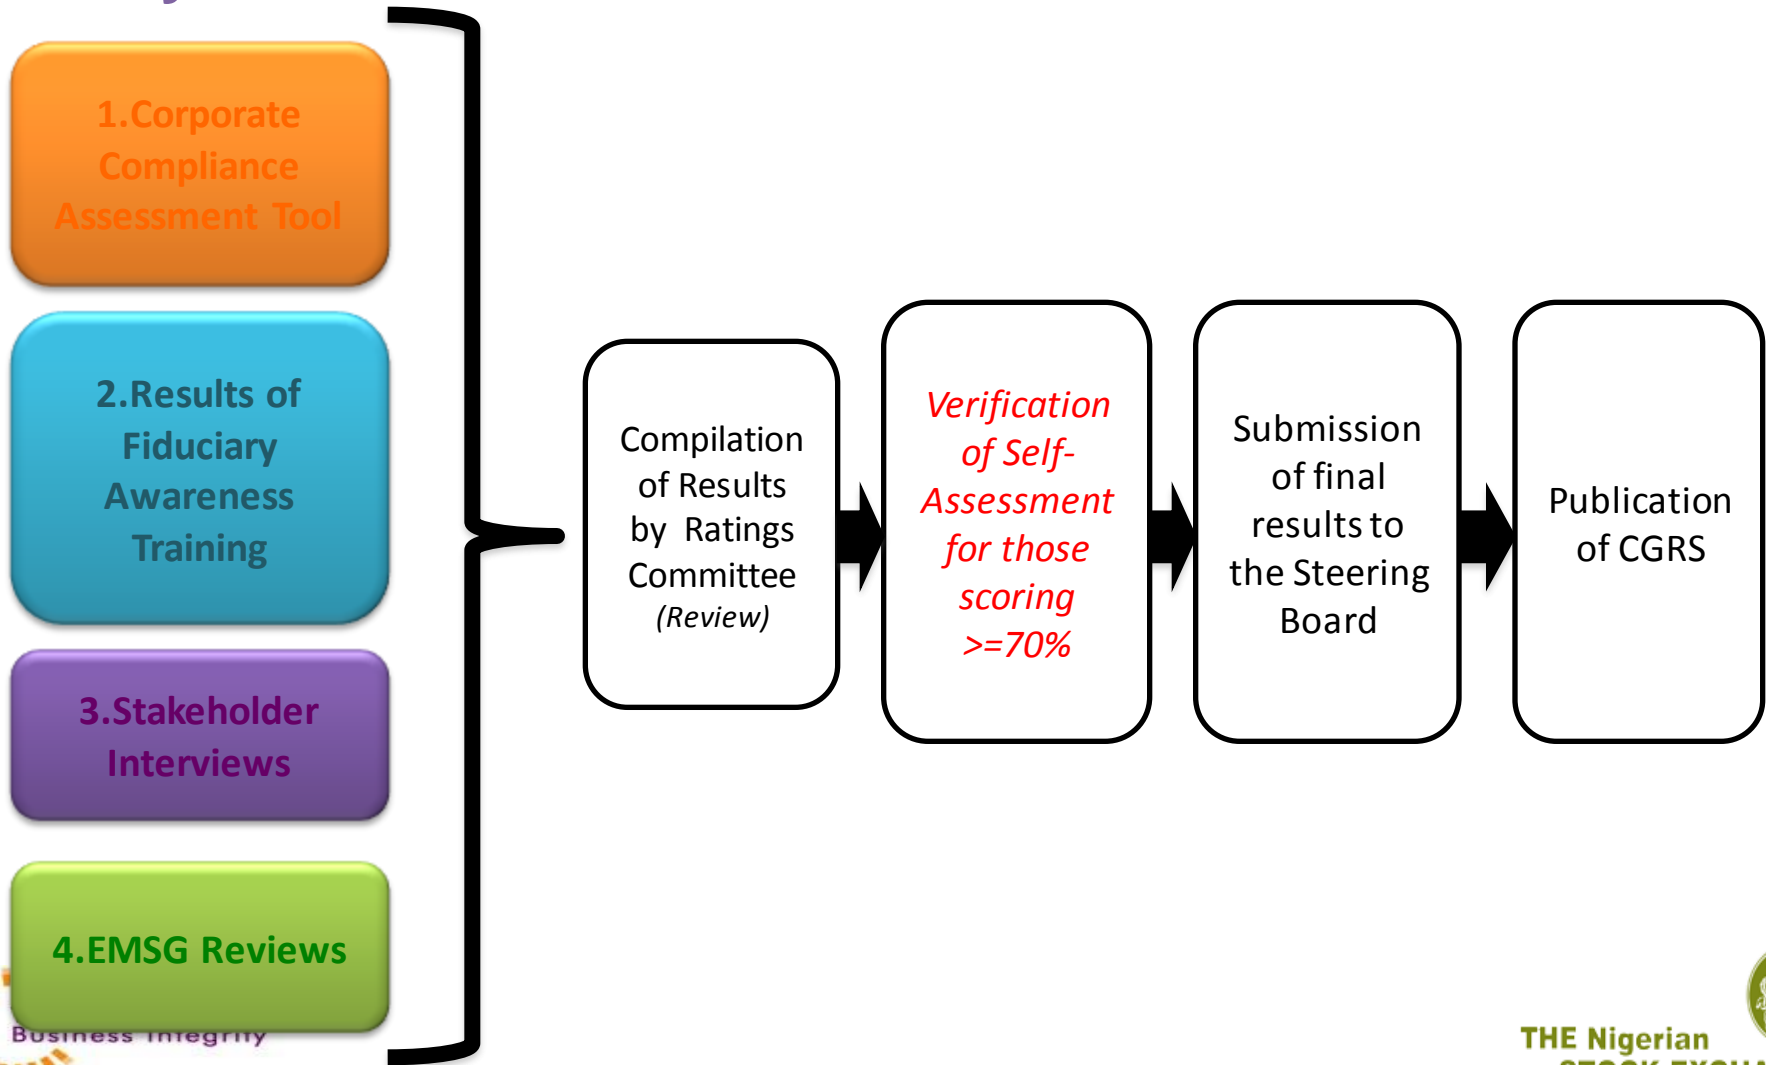 1.Corporate
Compliance
Assessment Tool
2.Results of
Fiduciary
Awareness
Training
3.Stakeholder
Interviews
4.EMSG Reviews
Business Integrity
Compilation
of Results
by Ratings
Committee
(Review)
Verification
of Self-
Assessment
for those
scoring
>=70%
Submission
of final
results to
the Steering
Board
Publication
of CGRS
THE Nigerian